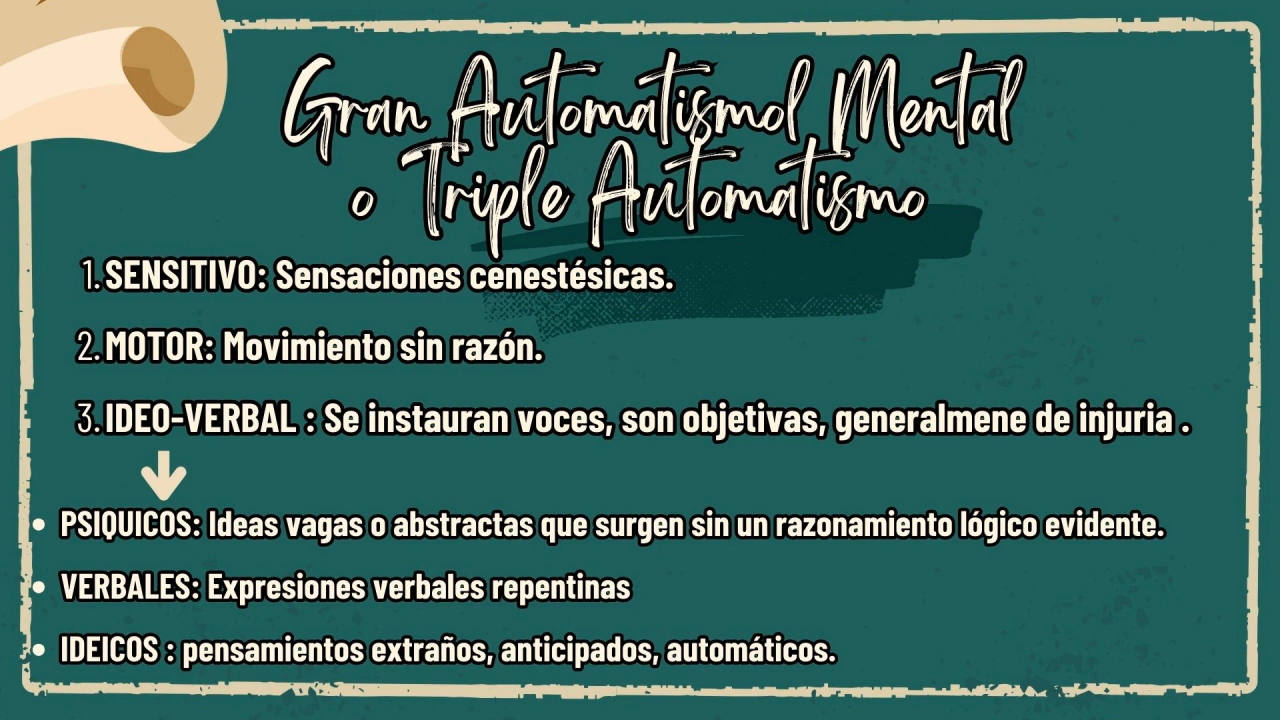 Gran Automatismol Mental
o Triple Automatismo
1. SENSITIVO: Sensaciones cenestésicas.
2. MOTOR: Movimiento sin razón.
3. IDEO-VERBAL : Se instauran voces, son objetivas, generalmene de injuria .
• PSIQUICOS: Ideas vagas o abstractas que surgen sin un razonamiento lógico evidente.
• VERBALES: Expresiones verbales repentinas
• IDEICOS : pensamientos extraños, anticipados, automáticos.